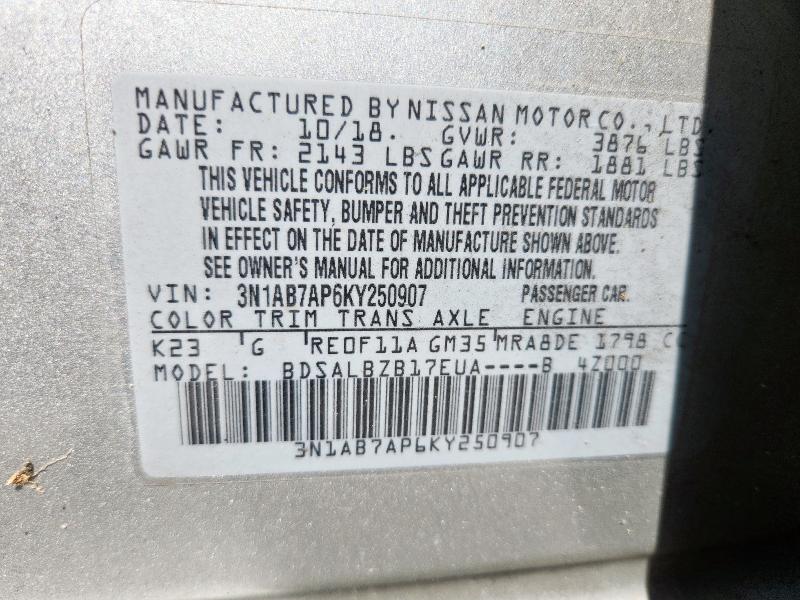 MANUFACTURED BY NISSAN MOTOR CO., LTD.
DATE: 10/18. GVWR: 3876 LBS
GAWR FR: 2143 LBS GAWR RR: 1881 LBS
THIS VEHICLE CONFORMS TO ALL APPLICABLE FEDERAL MOTOR
VEHICLE SAFETY, BUMPER AND THEFT PREVENTION STANDARDS
IN EFFECT ON THE DATE OF MANUFACTURE SHOWN ABOVE.
SEE OWNER'S MANUAL FOR ADDITIONAL INFORMATION.
VIN: 3N1AB7AP6KY250907 PASSENGER CAR.
COLOR TRIM TRANS AXLE ENGINE
K23 G RE0F11A GM35 MRA8DE 1798 CC
MODEL: BDSALBZB17EUA----B 4Z000
3N1AB7AP6KY250907